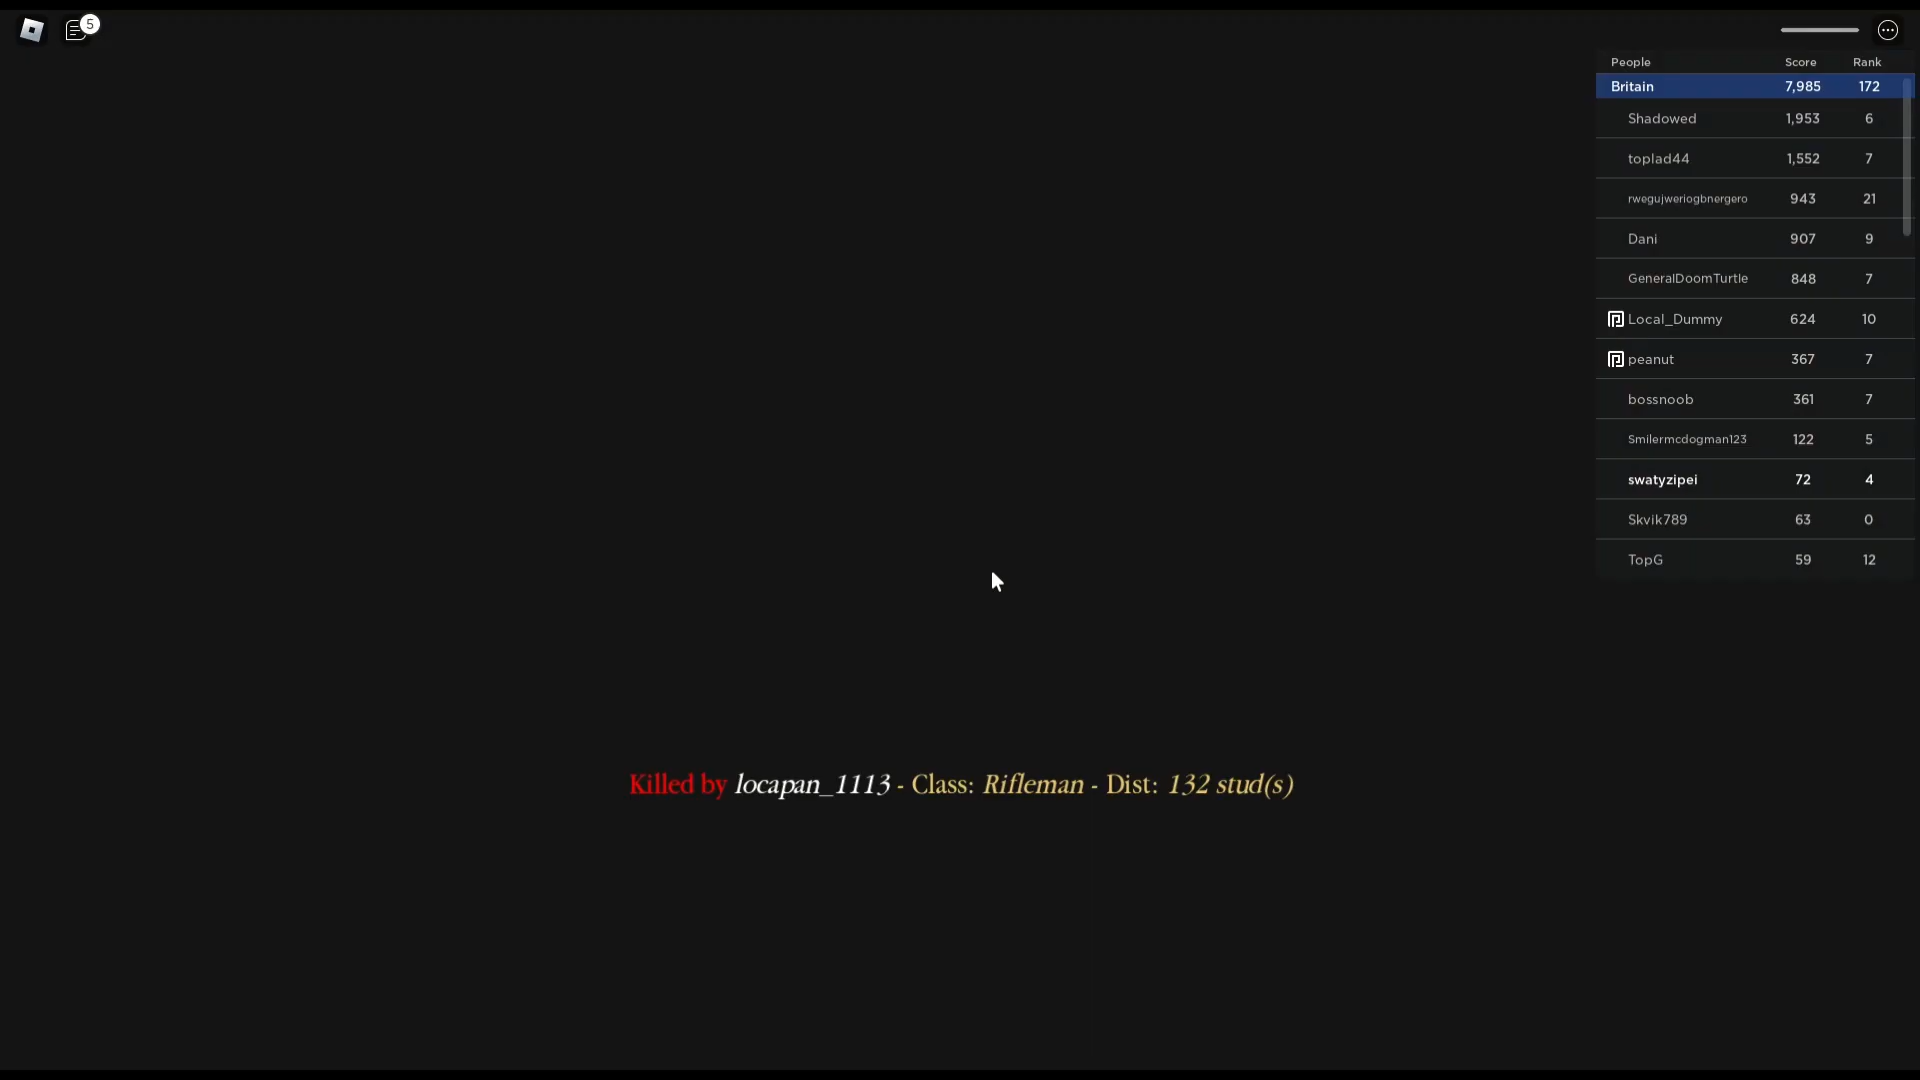 5
People Score Rank
Britain 7,985 172
Shadowed 1,953 6
toplad44 1,552 7
rwegujweriogbnergero 943 21
Dani 907 9
GeneralDoomTurtle 848 7
Local_Dummy 624 10
peanut 367 7
bossnoob 361 7
Smilermcdogman123 122 5
swatyzipei 72 4
Skvik789 63 0
TopG 59 12
Killed by locapan_1113 - Class: Rifleman - Dist: 132 stud(s)